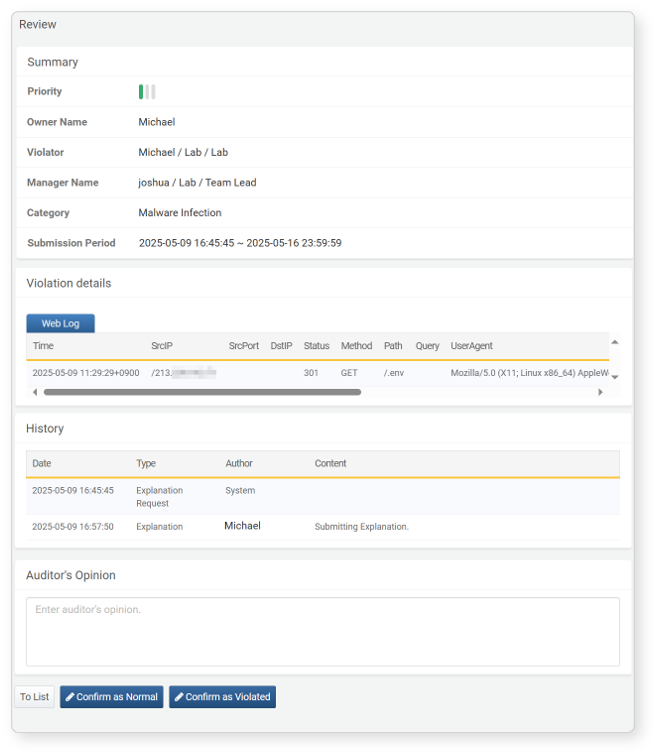 Review
Summary
Priority
Owner Name Michael
Violator Michael / Lab / Lab
Manager Name joshua / Lab / Team Lead
Category Malware Infection
Submission Period 2025-05-09 16:45:45 ~ 2025-05-16 23:59:59
Violation details
Web Log
Time SrcIP SrcPort DstIP Status Method Path Query UserAgent
2025-05-09 11:29:29+0900 /213. 301 GET /.env Mozilla/5.0 (X11; Linux x86_64) AppleW
History
Date Type Author Content
2025-05-09 16:45:45 Explanation System
Request
2025-05-09 16:57:50 Explanation Michael Submitting Explanation.
Auditor's Opinion
Enter auditor's opinion.
To List Confirm as Normal Confirm as Violated